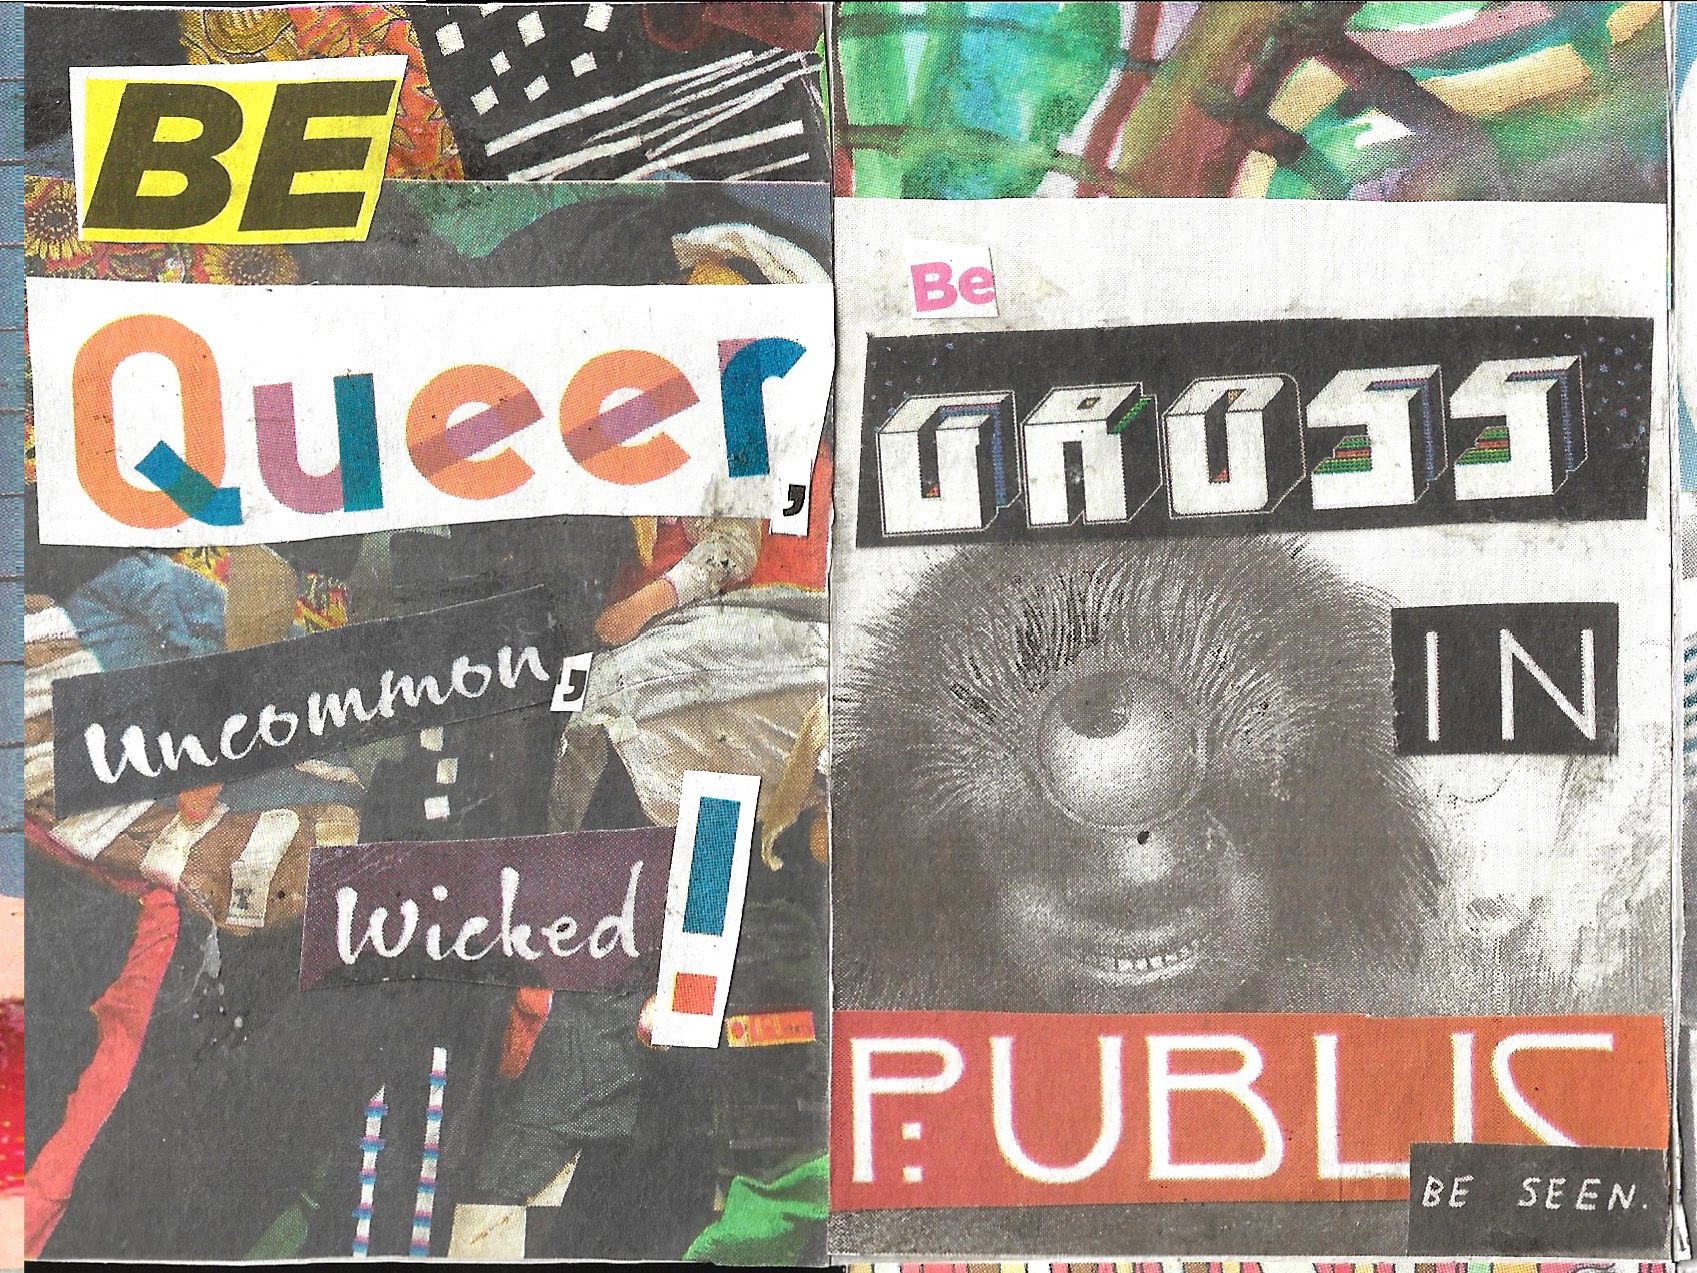 BE
Queer,
Uncommon,
Wicked!
Be
GROSS
IN
PUBLIC
BE SEEN.